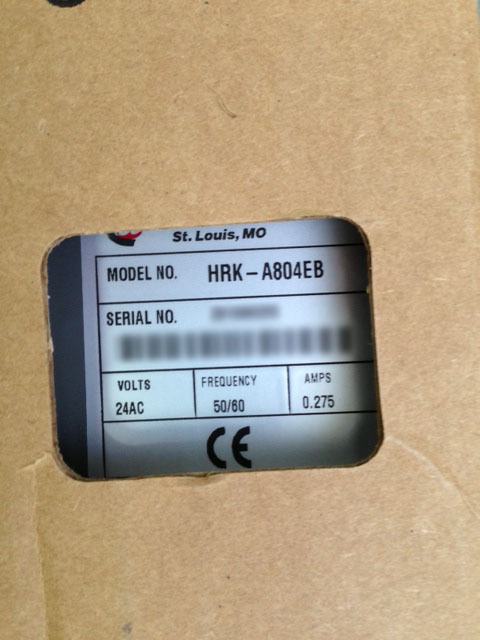 St. Louis, MO
MODEL NO. HRK-A804EB
SERIAL NO.
VOLTS FREQUENCY AMPS
24AC 50/60 0.275
CE